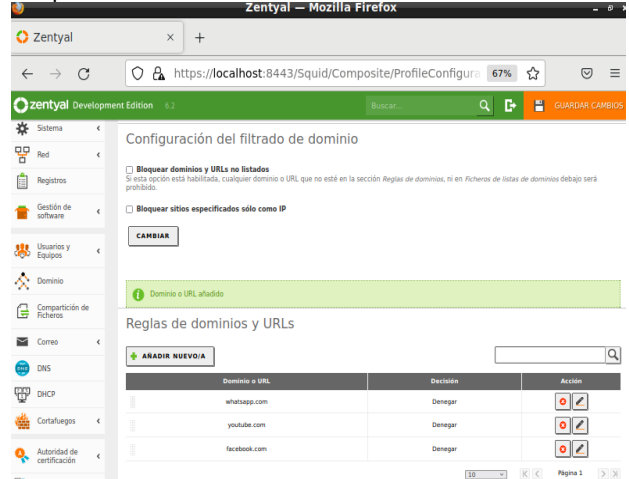 Zentyal — Mozilla Firefox
Zentyal × +
https://localhost:8443/Squid/Composite/ProfileConfigura 67%
zentyal Development Edition 6.2 Buscar... GUARDAR CAMBIOS
Sistema
Red
Registros
Gestión de
software
Usuarios y
Equipos
Dominio
Compartición de
Ficheros
Correo
DNS
DHCP
Cortafuegos
Autoridad de
certificación
Configuración del filtrado de dominio
Bloquear dominios y URLs no listados
Si esta opción está habilitada, cualquier dominio o URL que no esté en la sección Reglas de dominios, ni en Ficheros de listas de dominios debajo será
prohibido.
Bloquear sitios especificados sólo como IP
CAMBIAR
Dominio o URL añadido
Reglas de dominios y URLs
+ AÑADIR NUEVO/A
Dominio o URL Decisión Acción
whatsapp.com Denegar
youtube.com Denegar
facebook.com Denegar
10 Página 1